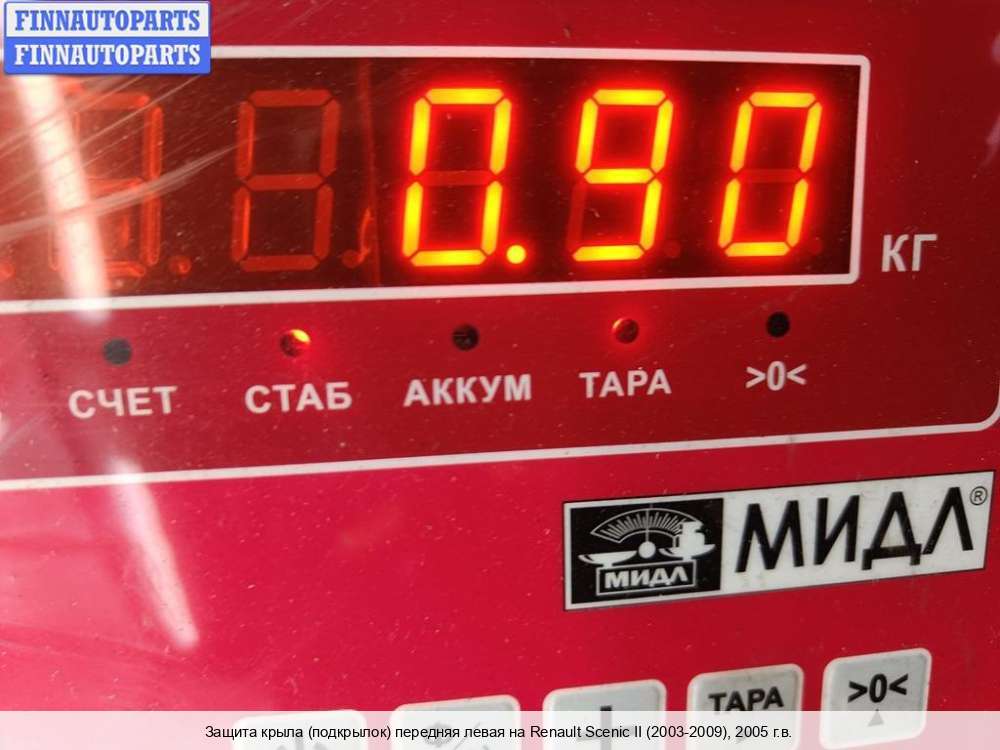 FINNAUTOPARTS
FINNAUTOPARTS
0.90
КГ
СЧЕТ СТАБ АККУМ ТАРА >0<
МИДЛ МИДЛ®
ТАРА >0<
Защита крыла (подкрылок) передняя левая на Renault Scenic II (2003-2009), 2005 г.в.